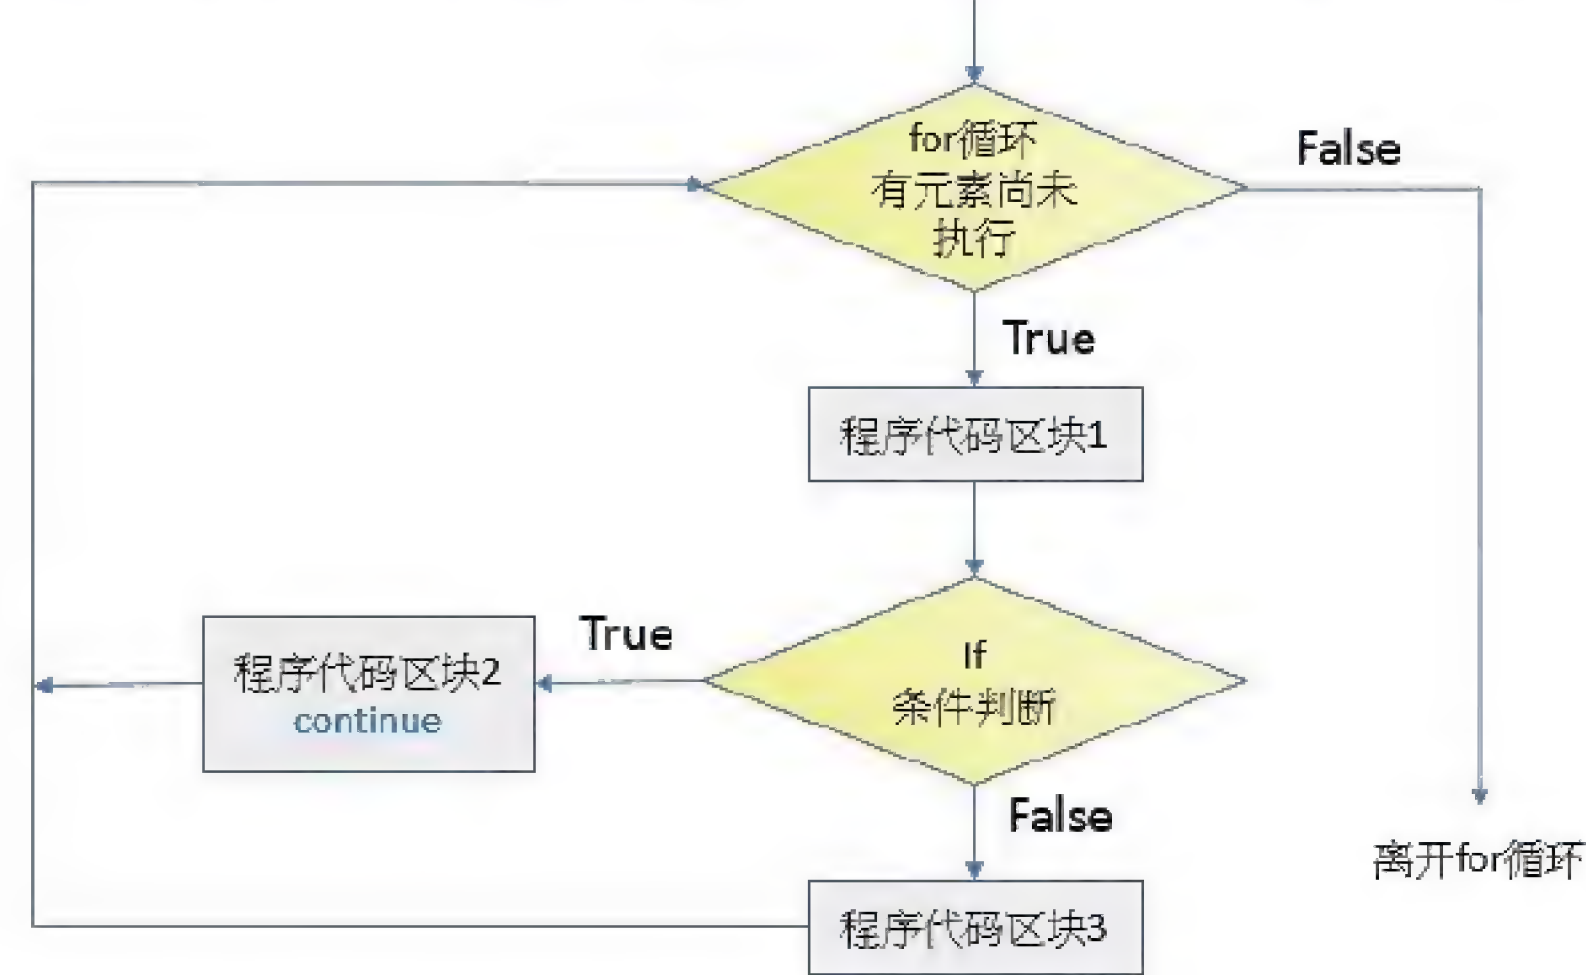 for循环
有元素尚未
执行
False
True
程序代码区块1
If
条件判断
True
程序代码区块2
continue
False
程序代码区块3
离开for循环